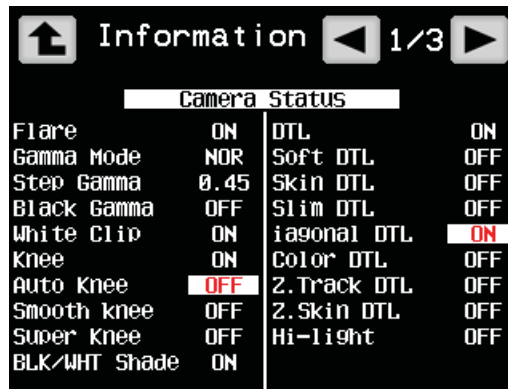 Information 1/3
Camera Status
Flare ON
Gamma Mode NOR
Step Gamma 0.45
Black Gamma OFF
White Clip ON
Knee ON
Auto Knee OFF
Smooth knee OFF
Super Knee OFF
BLK/WHT Shade ON
DTL ON
Soft DTL OFF
Skin DTL OFF
Slim DTL OFF
iagonal DTL ON
Color DTL OFF
Z.Track DTL OFF
Z.Skin DTL OFF
Hi-light OFF